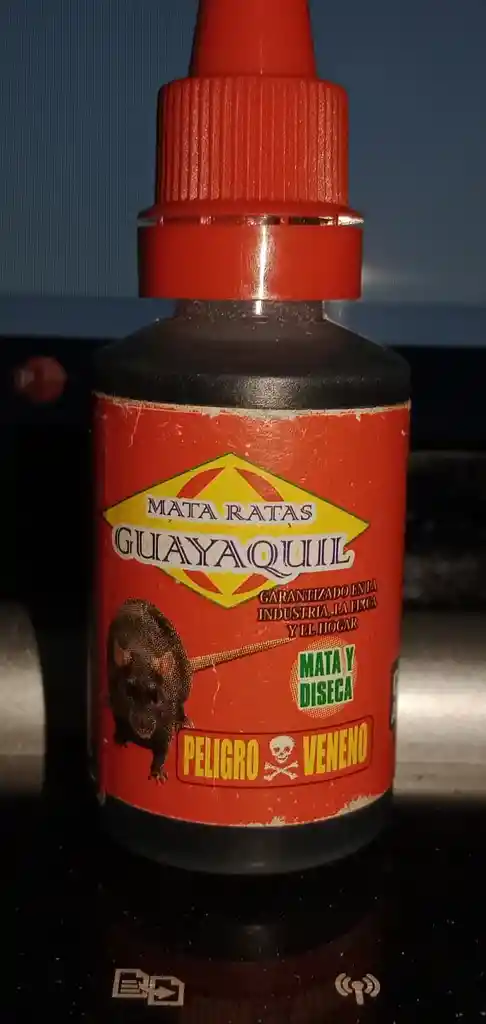 MATA RATAS
GUAYAQUIL
GARANTIZADO EN LA
INDUSTRIA, LA FINCA
Y EL HOGAR
MATA Y
DISECA
PELIGRO VENENO